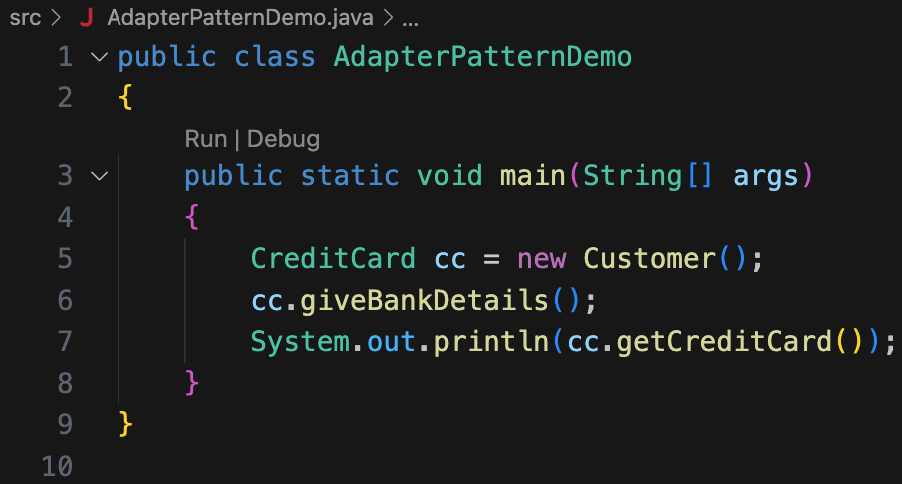 src > J AdapterPatternDemo.java > ...
1 public class AdapterPatternDemo
2 {
Run | Debug
3 public static void main(String[] args)
4 {
5 CreditCard cc = new Customer();
6 cc.giveBankDetails();
7 System.out.println(cc.getCreditCard());
8 }
9 }
10